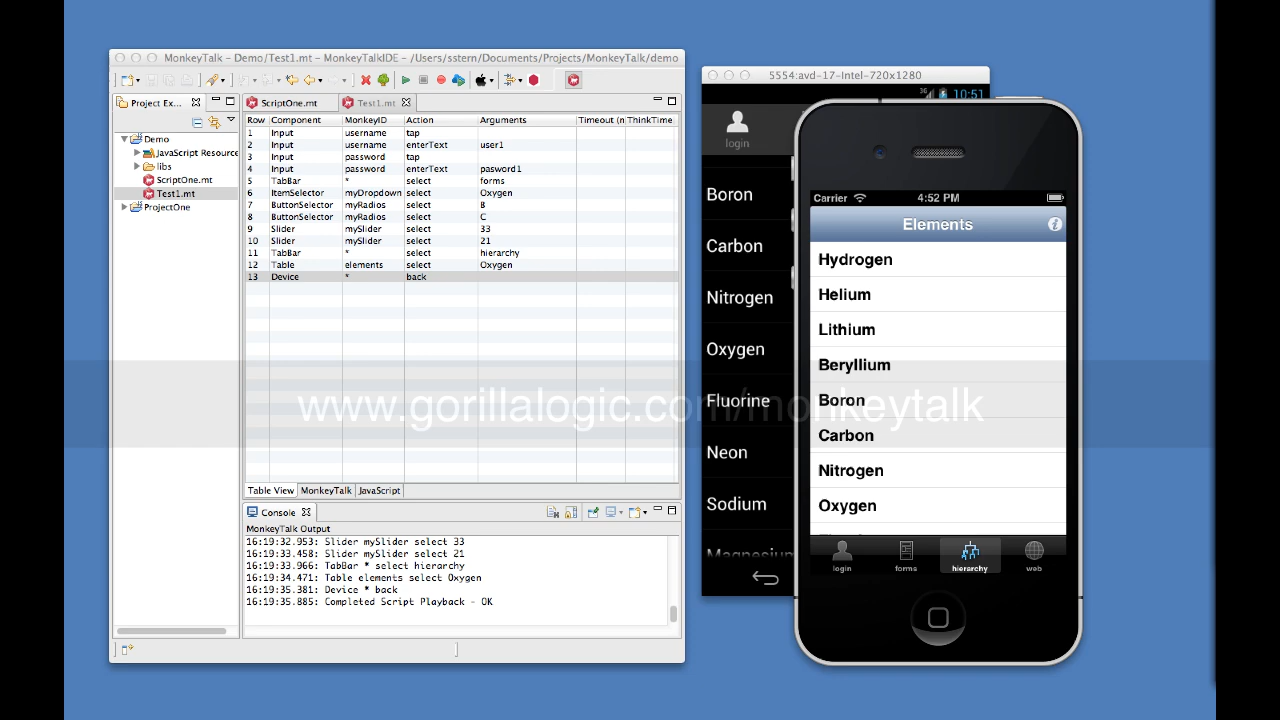 MonkeyTalk – Demo/Test1.mt – MonkeyTalkIDE – /Users/sstern/Documents/Projects/MonkeyTalk/demo
Project Ex...
Demo
JavaScript Resource
libs
ScriptOne.mt
Test1.mt
ProjectOne
ScriptOne.mt Test1.mt
Row Component MonkeyID Action Arguments Timeout (n ThinkTime
1 Input username tap
2 Input username enterText user1
3 Input password tap
4 Input password enterText pasword1
5 TabBar * select forms
6 ItemSelector myDropdown select Oxygen
7 ButtonSelector myRadios select B
8 ButtonSelector myRadios select C
9 Slider mySlider select 33
10 Slider mySlider select 21
11 TabBar * select hierarchy
12 Table elements select Oxygen
13 Device * back
Table View MonkeyTalk JavaScript
Console
MonkeyTalk Output
16:19:32.953: Slider mySlider select 33
16:19:33.458: Slider mySlider select 21
16:19:33.966: TabBar * select hierarchy
16:19:34.471: Table elements select Oxygen
16:19:35.381: Device * back
16:19:35.885: Completed Script Playback - OK
www.gorillalogic.com/monkeytalk
5554:avd-17-Intel-720x1280
3G 10:51
login
Boron
Carbon
Nitrogen
Oxygen
Fluorine
Neon
Sodium
Magnesium
Carrier 4:52 PM
Elements
Hydrogen
Helium
Lithium
Beryllium
Boron
Carbon
Nitrogen
Oxygen
login forms hierarchy web